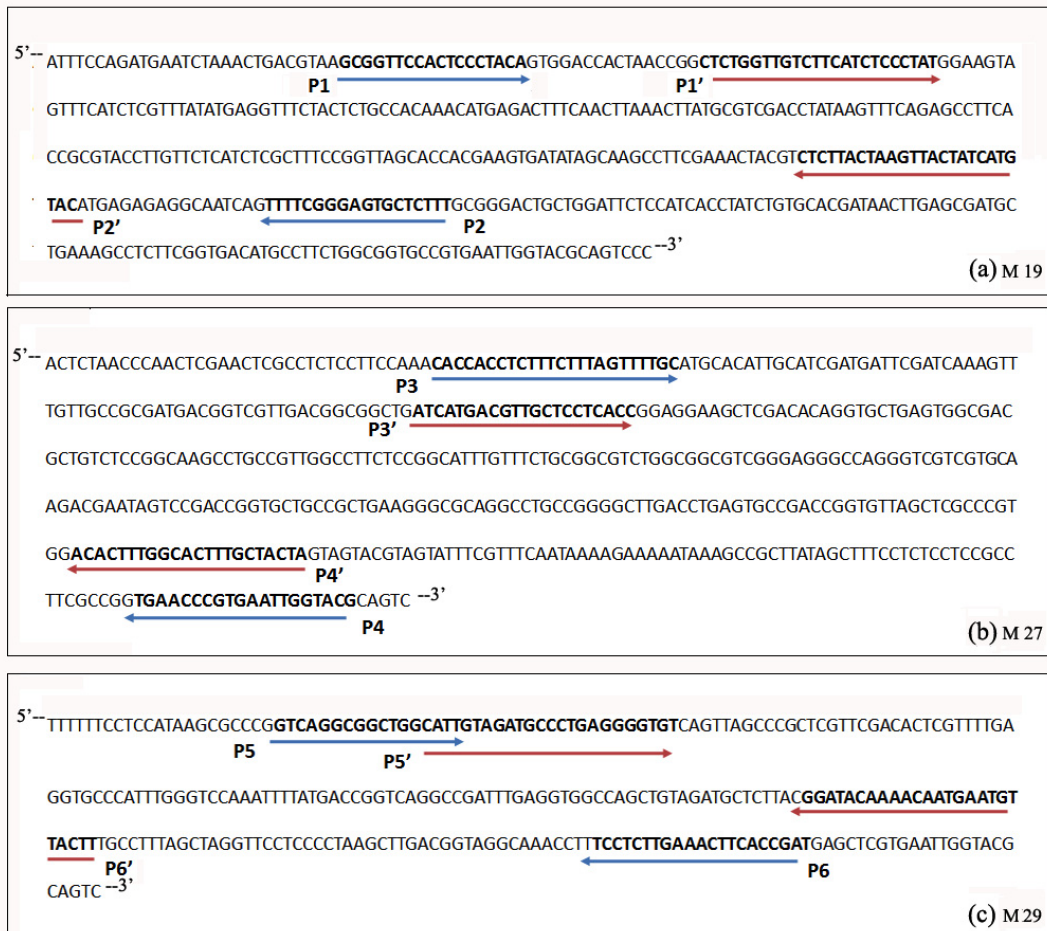 5'-- ATTTCCAGATGAATCTAAACTGACGTAAGCGGTTCCACTCCCTACAGTGGACCACTAACCGGCTCTGGTTGTCTTCATCTCCCTATGGAAGTA
P1 P1'
GTTTCATCTCGTTTATATGAGGTTTCTACTCTGCCACAAACATGAGACTTTCAACTTAAACTTATGCGTCGACCTATAAGTTTCAGAGCCTTCA
CCGCGTACCTTGTTCTCATCTCGCTTTCCGGTTAGCACCACGAAGTGATATAGCAAGCCTTCGAAACTACGTCTCTTACTAAGTTACTATCATG
TACATGAGAGAGGCAATCAGTTTTCGGGAGTGCTCTTTGCGGGACTGCTGGATTCTCCATCACCTATCTGTGCACGATAACTTGAGCGATGC
P2' P2
TGAAAGCCTCTTCGGTGACATGCCTTCTGGCGGTGCCGTGAATTGGTACGCAGTCCC --3'
(a) M 19
5'-- ACTCTAACCCAACTCGAACTCGCCTCTCCTTCCAAACACCACCTCTTTCTTTAGTTTTGCATGCACATTGCATCGATGATTCGATCAAAGTT
P3
TGTTGCCGCGATGACGGTCGTTGACGGCGGCTGATCATGACGTTGCTCCTCACCGGAGGAAGCTCGACACAGGTGCTGAGTGGCGAC
P3'
GCTGTCTCCGGCAAGCCTGCCGTTGGCCTTCTCCGGCATTTGTTTCTGCGGCGTCTGGCGGCGTCGGGAGGGCCAGGGTCGTCGTGCA
AGACGAATAGTCCGACCGGTGCTGCCGCTGAAGGGCGCAGGCCTGCCGGGGCTTGACCTGAGTGCCGACCGGTGTTAGCTCGCCCGT
GGACACTTTGGCACTTTGCTACTAGTAGTACGTAGTATTTCGTTTCAATAAAAGAAAAATAAAGCCGCTTATAGCTTTCCTCTCCTCCGCC
P4'
TTCGCCGGTGAACCCGTGAATTGGTACGCAGTC --3'
P4
(b) M 27
5'-- TTTTTTCCTCCATAAGCGCCCGGTCAGGCGGCTGGCATTGTAGATGCCCTGAGGGGTGTCAGTTAGCCCGCTCGTTCGACACTCGTTTTGA
P5 P5'
GGTGCCCATTTGGGTCCAAATTTTATGACCGGTCAGGCCGATTTGAGGTGGCCAGCTGTAGATGCTCTTACGGATACAAAACAATGAATGT
TACTTTGCCTTTAGCTAGGTTCCTCCCCTAAGCTTGACGGTAGGCAAACCTTTCCTCTTGAAACTTCACCGATGAGCTCGTGAATTGGTACG
P6' P6
CAGTC --3'
(c) M 29